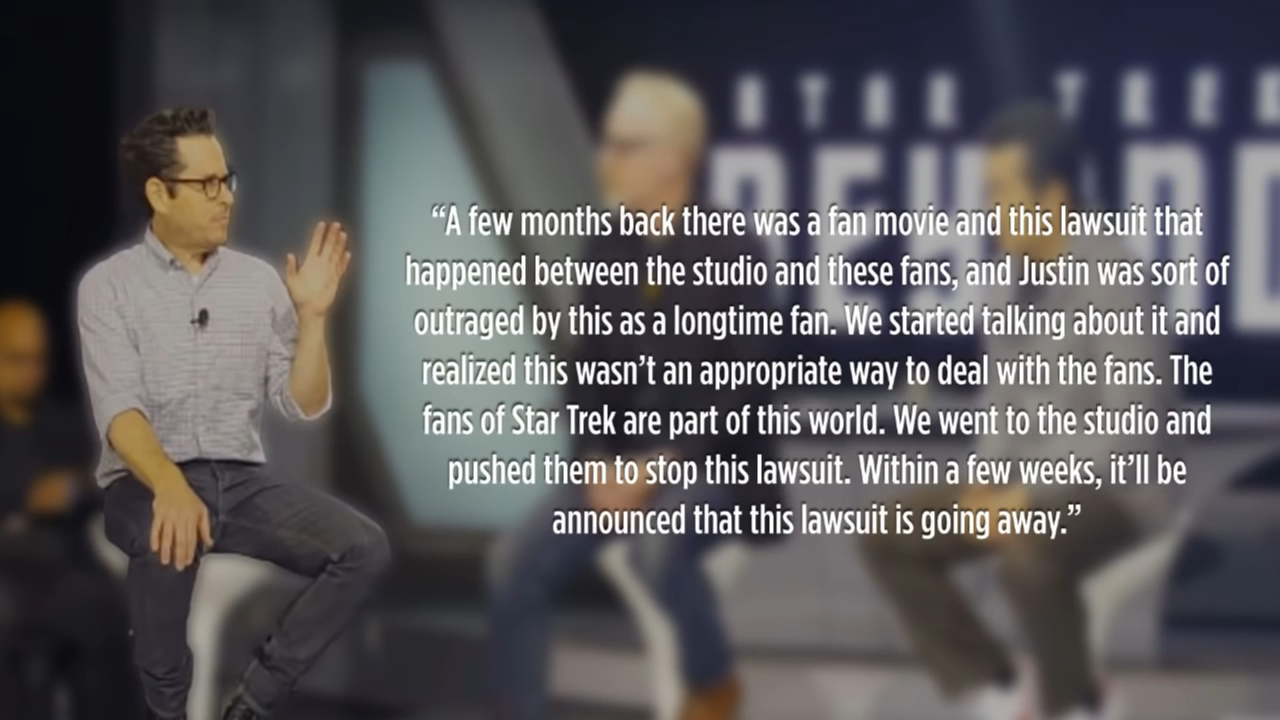 STAR TREK
“A few months back there was a fan movie and this lawsuit that
happened between the studio and these fans, and Justin was sort of
outraged by this as a longtime fan. We started talking about it and
realized this wasn’t an appropriate way to deal with the fans. The
fans of Star Trek are part of this world. We went to the studio and
pushed them to stop this lawsuit. Within a few weeks, it’ll be
announced that this lawsuit is going away.”